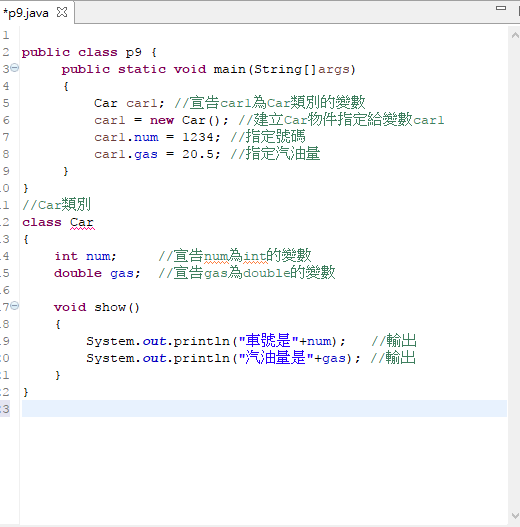 *p9.java
1
2 public class p9 {
3 public static void main(String[]args)
4 {
5 Car car1; //宣告car1為Car類別的變數
6 car1 = new Car(); //建立Car物件指定給變數car1
7 car1.num = 1234; //指定號碼
8 car1.gas = 20.5; //指定汽油量
9 }
10 }
11 //Car類別
12 class Car
13 {
14 int num; //宣告num為int的變數
15 double gas; //宣告gas為double的變數
16
17 void show()
18 {
19 System.out.println("車號是"+num); //輸出
20 System.out.println("汽油量是"+gas); //輸出
21 }
22 }
23